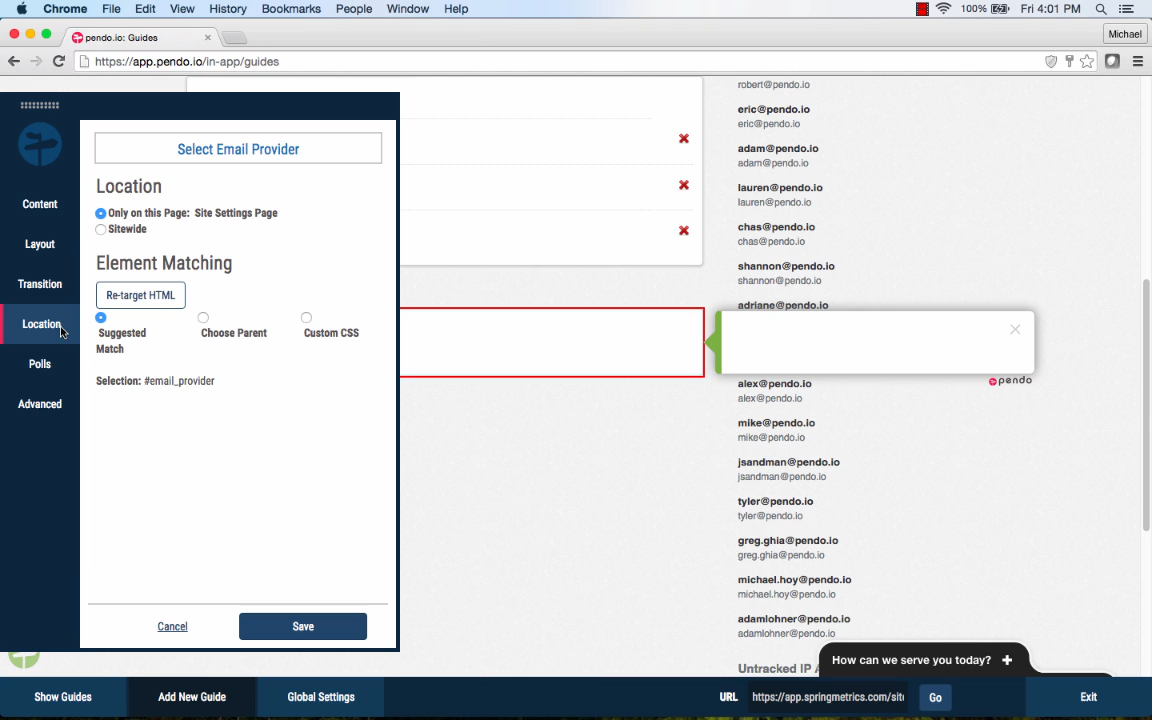 Chrome File Edit View History Bookmarks People Window Help
100% Fri 4:01 PM
pendo.io: Guides
Michael
https://app.pendo.io/in-app/guides
Select Email Provider
Location
Only on this Page: Site Settings Page
Sitewide
Element Matching
Re-target HTML
Suggested Match
Choose Parent
Custom CSS
Selection: #email_provider
Cancel
Save
Content
Layout
Transition
Location
Polls
Advanced
robert@pendo.io
eric@pendo.io
eric@pendo.io
adam@pendo.io
adam@pendo.io
lauren@pendo.io
lauren@pendo.io
chas@pendo.io
chas@pendo.io
shannon@pendo.io
shannon@pendo.io
adriane@pendo.io
pendo
alex@pendo.io
alex@pendo.io
mike@pendo.io
mike@pendo.io
jsandman@pendo.io
jsandman@pendo.io
tyler@pendo.io
tyler@pendo.io
greg.ghia@pendo.io
greg.ghia@pendo.io
michael.hoy@pendo.io
michael.hoy@pendo.io
adamlohner@pendo.io
adamlohner@pendo.io
Untracked IP
How can we serve you today? +
Show Guides
Add New Guide
Global Settings
URL
https://app.springmetrics.com/sit
Go
Exit